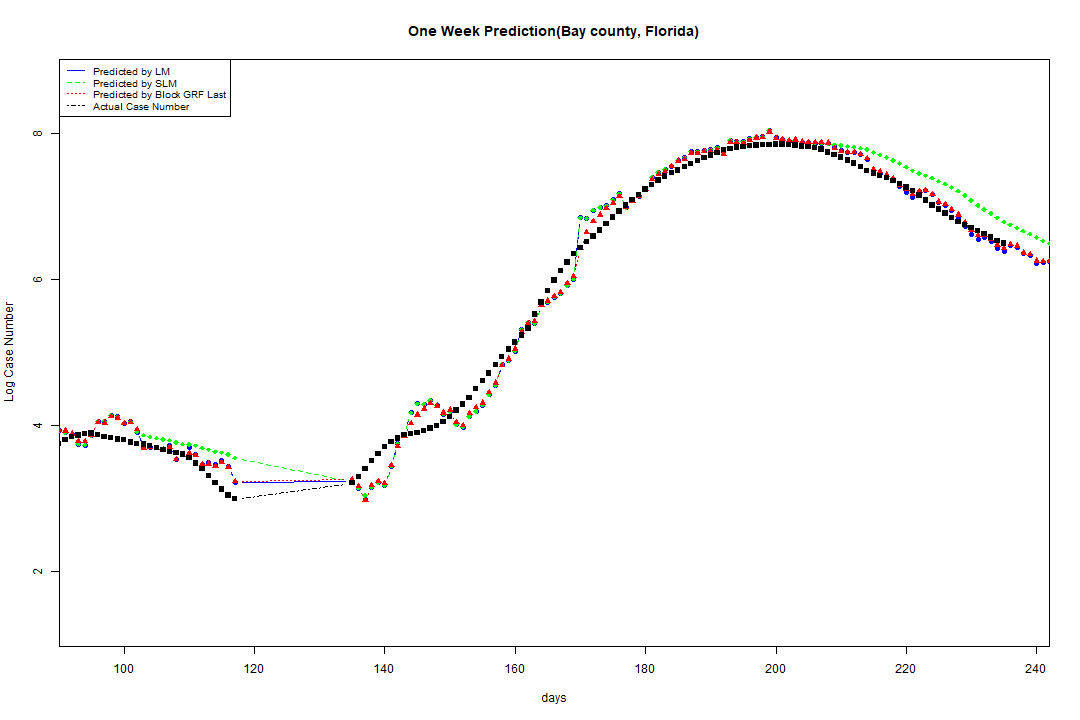 One Week Prediction(Bay county, Florida)
Predicted by LM
Predicted by SLM
Predicted by Block GRF Last
Actual Case Number
8
6
4
2
Log Case Number
100 120 140 160 180 200 220 240
days